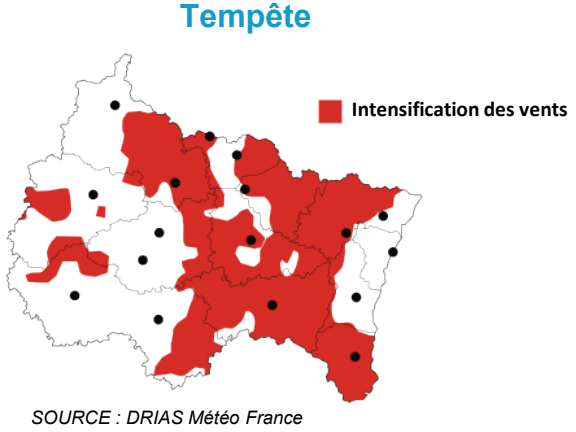 Tempête
Intensification des vents
SOURCE : DRIAS Météo France